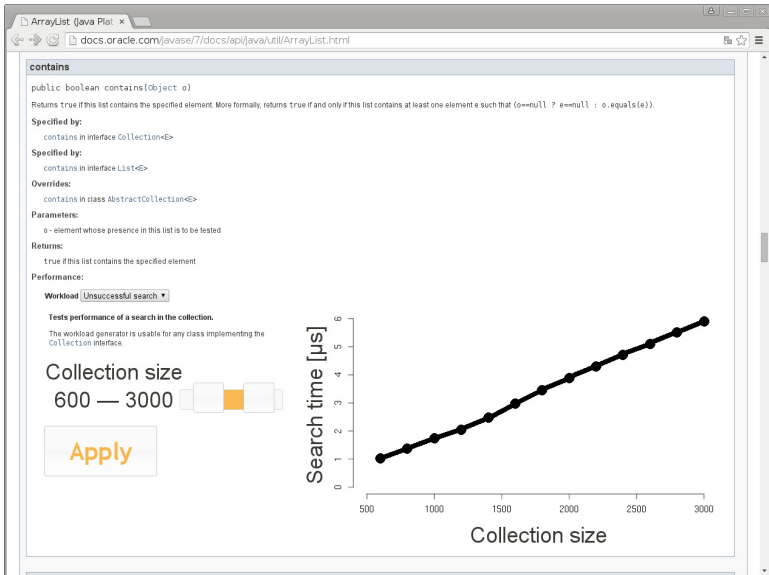 ArrayList (Java Plat ×
docs.oracle.com/javase/7/docs/api/java/util/ArrayList.html
contains
public boolean contains(Object o)
Returns true if this list contains the specified element. More formally, returns true if and only if this list contains at least one element e such that (o==null ? e==null : o.equals(e)).
Specified by:
contains in interface Collection<E>
Specified by:
contains in interface List<E>
Overrides:
contains in class AbstractCollection<E>
Parameters:
o - element whose presence in this list is to be tested
Returns:
true if this list contains the specified element
Performance:
Workload Unsuccessful search
Tests performance of a search in the collection.
The workload generator is usable for any class implementing the
Collection interface.
Collection size
600 — 3000
Apply
Search time [µs]
6
5
4
3
2
1
0
500 1000 1500 2000 2500 3000
Collection size